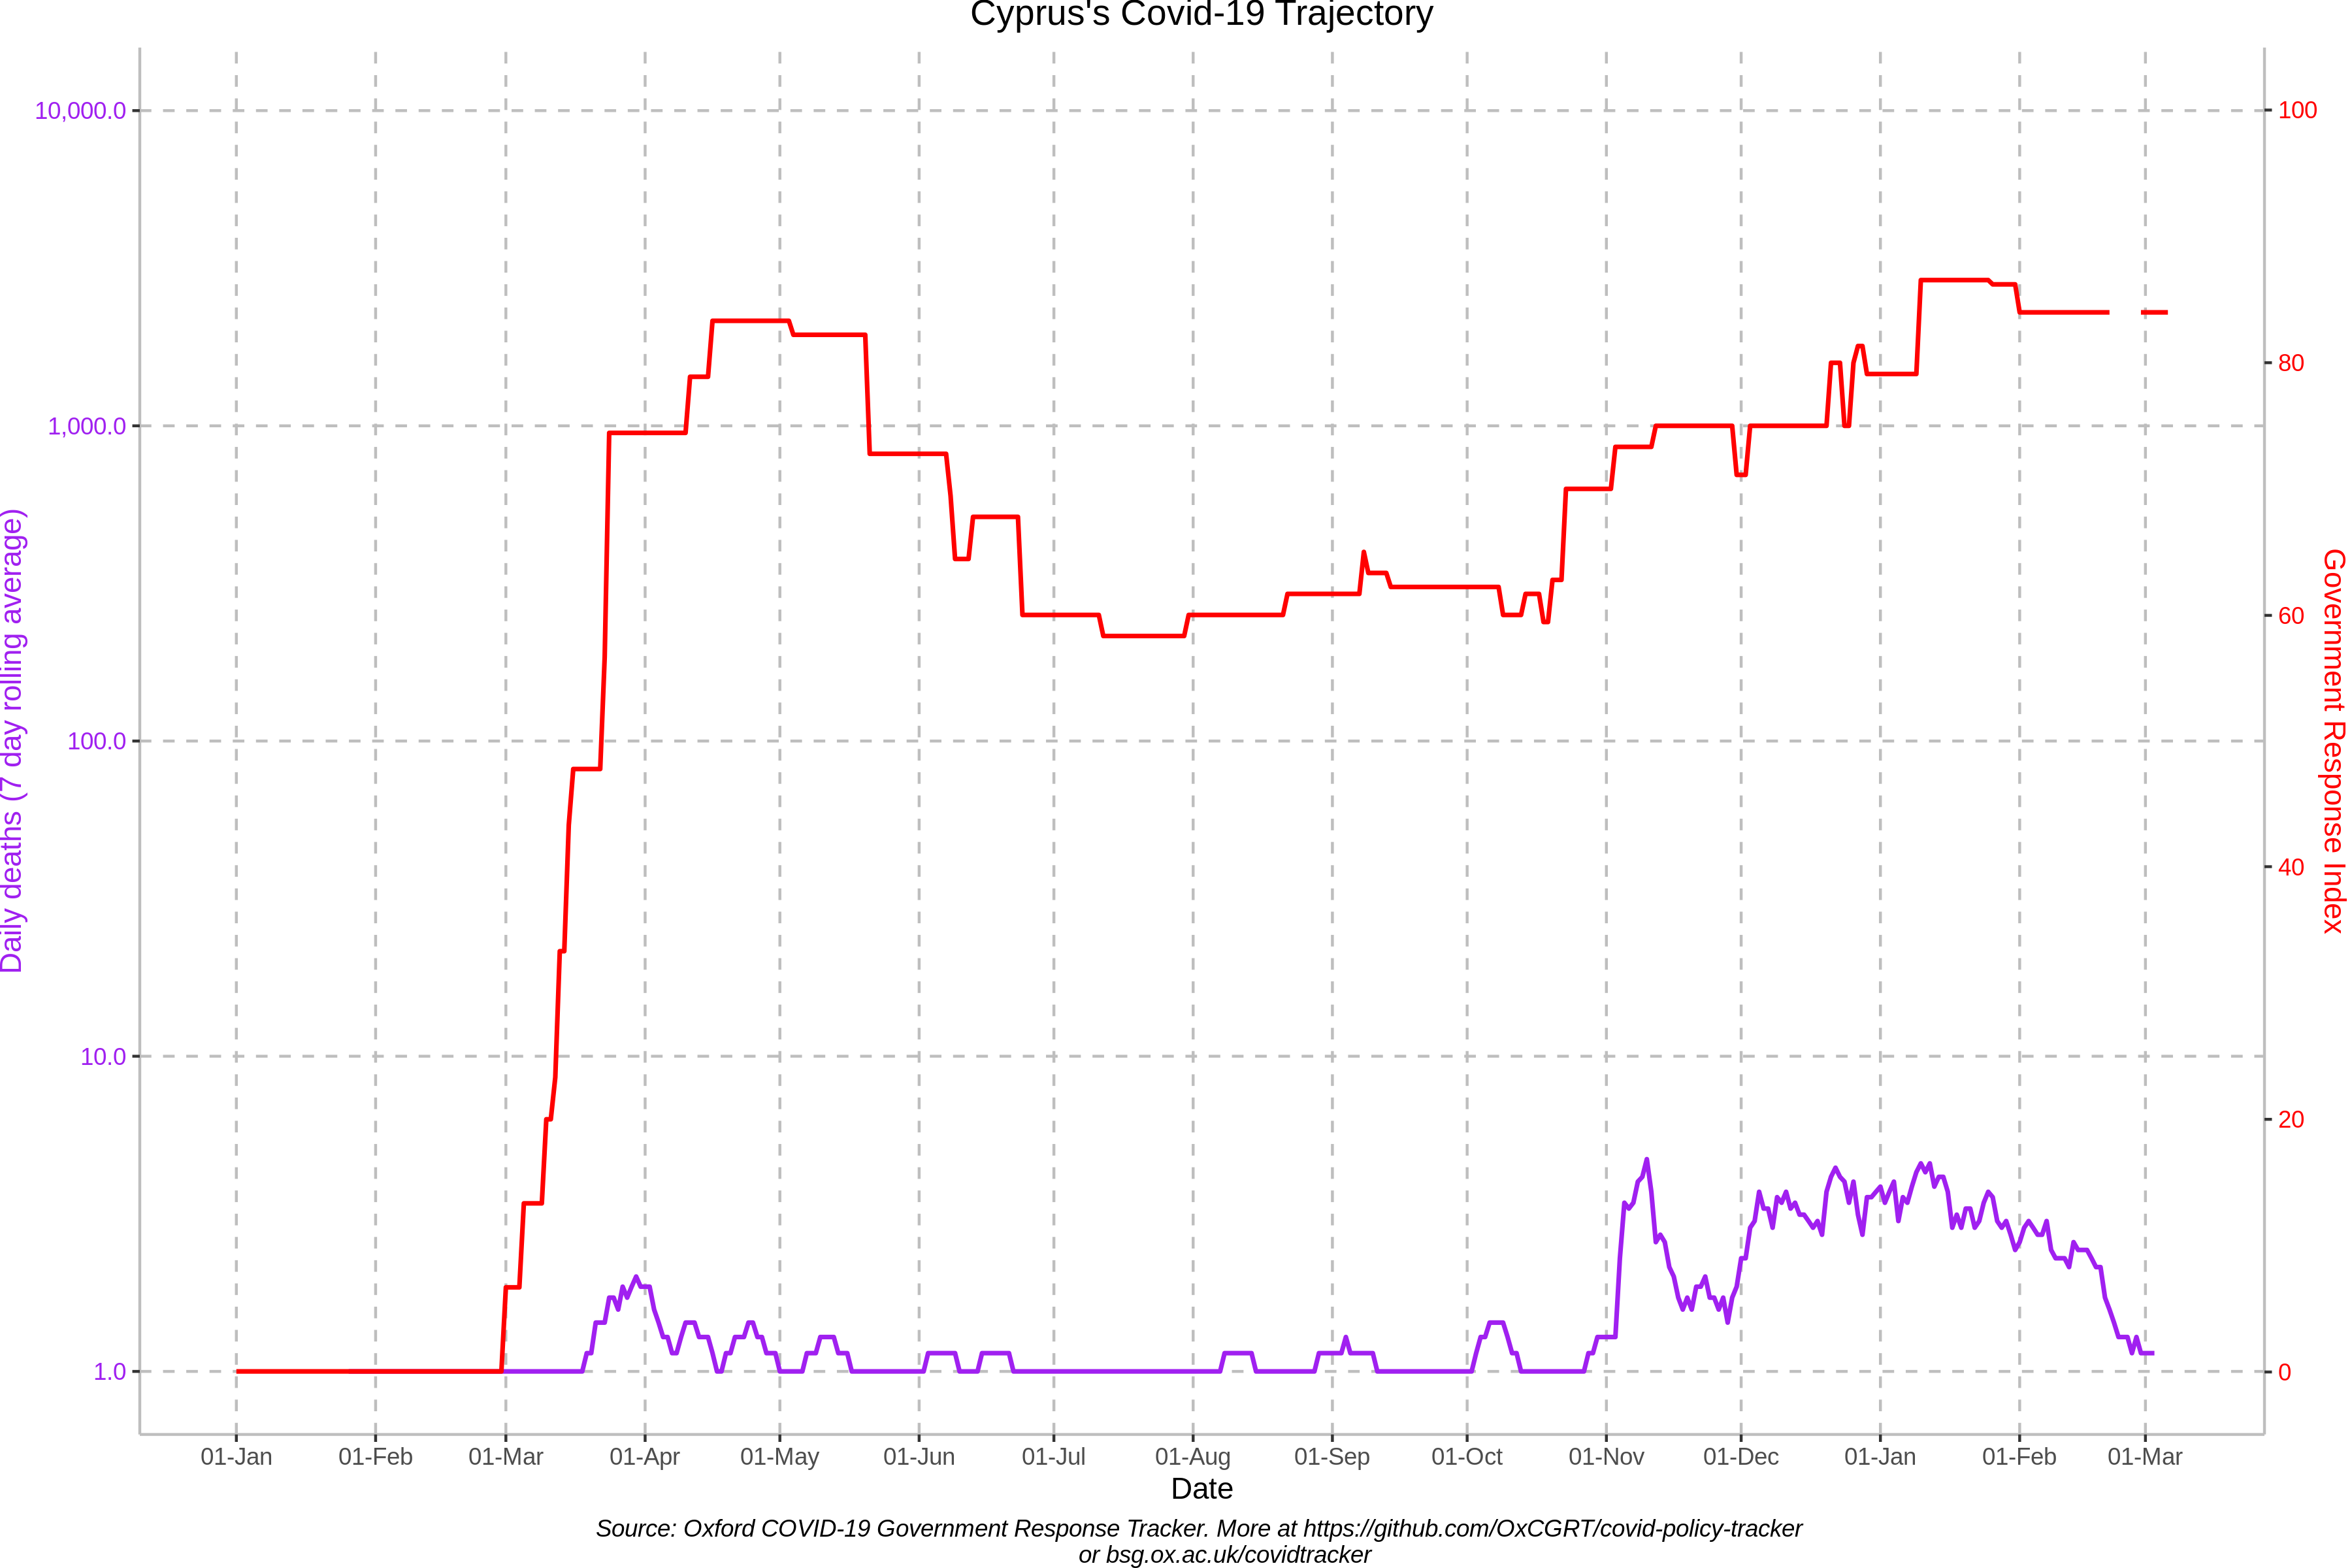 Cyprus's Covid-19 Trajectory
10,000.0
1,000.0
100.0
10.0
1.0
Daily deaths (7 day rolling average)
100
80
60
40
20
0
Government Response Index
01-Jan 01-Feb 01-Mar 01-Apr 01-May 01-Jun 01-Jul 01-Aug 01-Sep 01-Oct 01-Nov 01-Dec 01-Jan 01-Feb 01-Mar
Date
Source: Oxford COVID-19 Government Response Tracker. More at https://github.com/OxCGRT/covid-policy-tracker
or bsg.ox.ac.uk/covidtracker